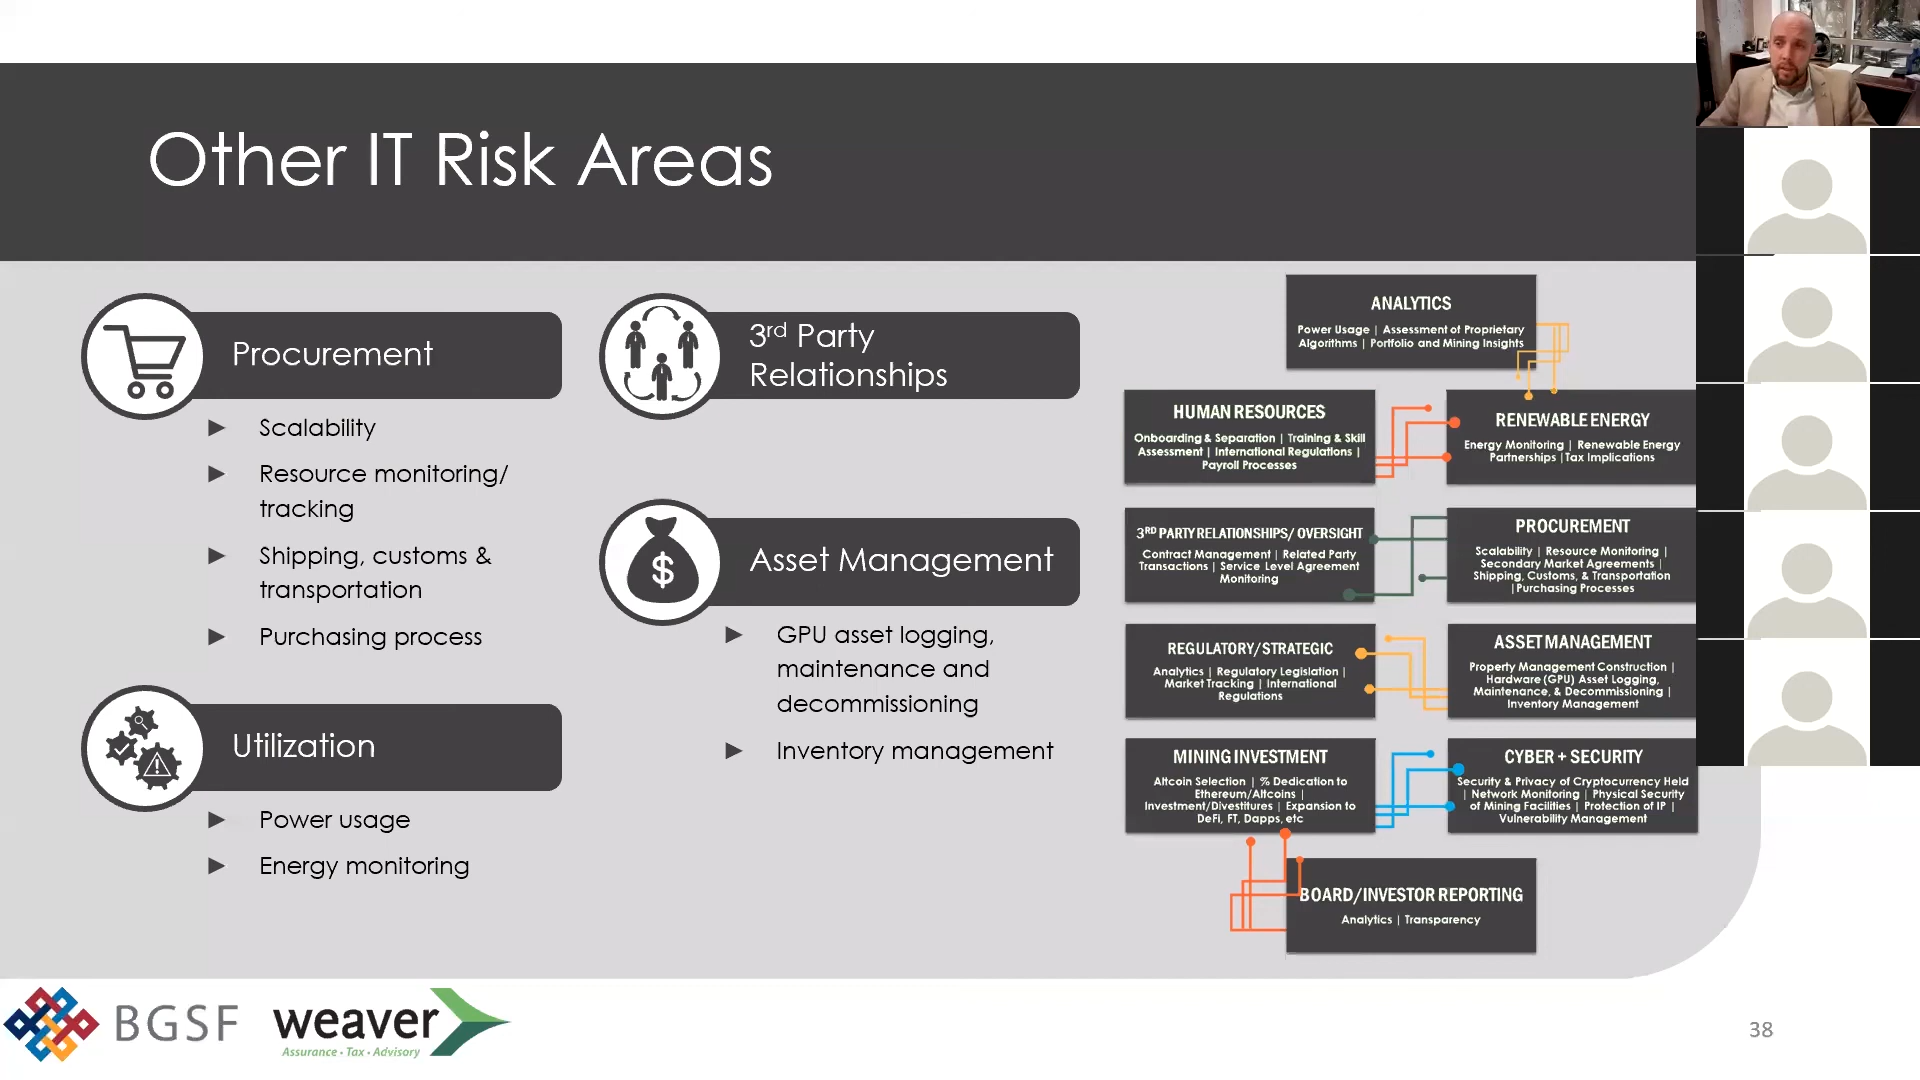 Other IT Risk Areas
Procurement
Scalability
Resource monitoring/
tracking
Shipping, customs &
transportation
Purchasing process
Utilization
Power usage
Energy monitoring
3rd Party
Relationships
Asset Management
GPU asset logging,
maintenance and
decommissioning
Inventory management
ANALYTICS
Power Usage | Assessment of Proprietary
Algorithms | Portfolio and Mining Insights
HUMAN RESOURCES
Onboarding & Separation | Training & Skill
Assessment | International Regulations |
Payroll Processes
RENEWABLE ENERGY
Energy Monitoring | Renewable Energy
Partnerships |Tax Implications
3RD PARTY RELATIONSHIPS/ OVERSIGHT
Contract Management | Related Party
Transactions | Service Level Agreement
Monitoring
PROCUREMENT
Scalability | Resource Monitoring |
Secondary Market Agreements |
Shipping, Customs, & Transportation
|Purchasing Processes
REGULATORY/STRATEGIC
Analytics | Regulatory Legislation |
Market Tracking | International
Regulations
ASSET MANAGEMENT
Property Management Construction |
Hardware (GPU) Asset Logging,
Maintenance, & Decommissioning |
Inventory Management
MINING INVESTMENT
Altcoin Selection | % Dedication to
Ethereum/Altcoins |
Investment/Divestitures | Expansion to
DeFi, FT, Dapps, etc
CYBER + SECURITY
Security & Privacy of Cryptocurrency Held
| Network Monitoring | Physical Security
of Mining Facilities | Protection of IP |
Vulnerability Management
BOARD/INVESTOR REPORTING
Analytics | Transparency
BGSF
weaver
Assurance • Tax • Advisory
38